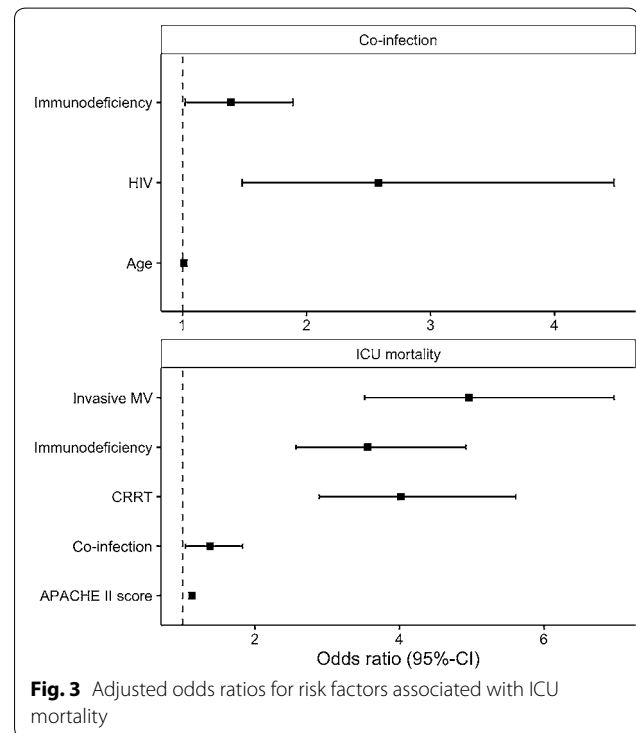 Co-infection
Immunodeficiency
HIV
Age
1 2 3 4
ICU mortality
Invasive MV
Immunodeficiency
CRRT
Co-infection
APACHE II score
2 4 6
Odds ratio (95%-CI)
Fig. 3 Adjusted odds ratios for risk factors associated with ICU
mortality